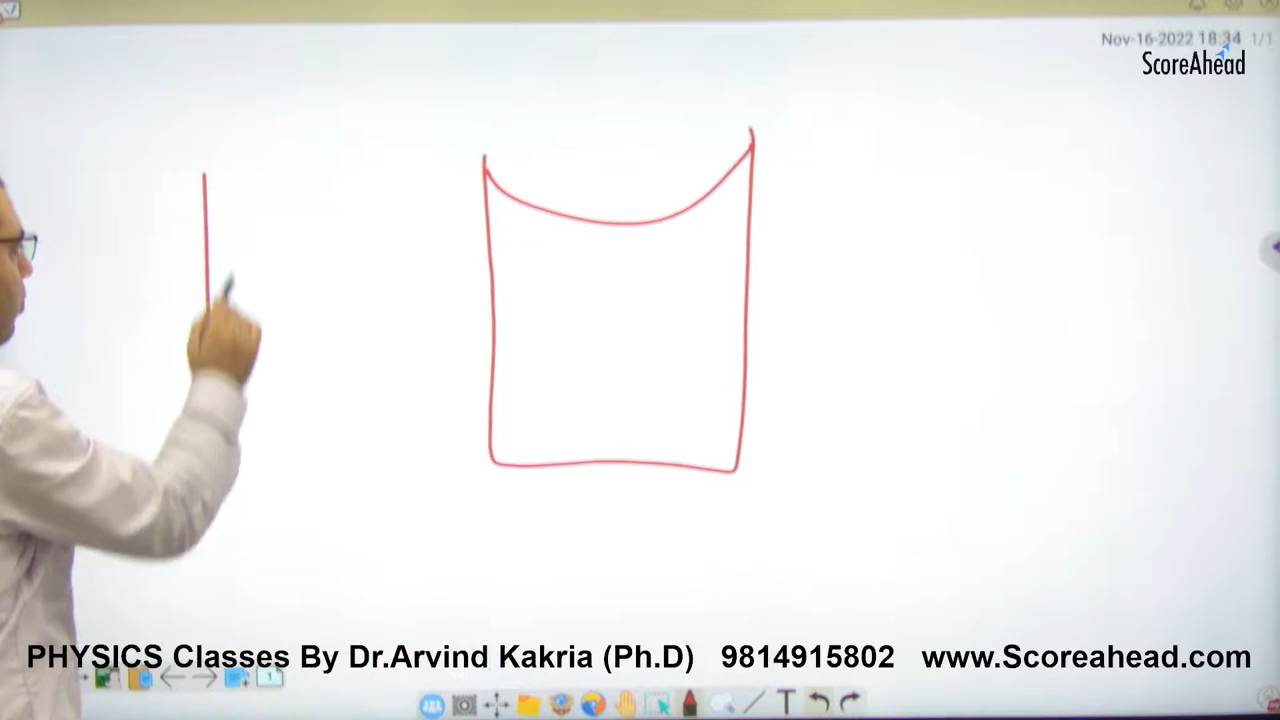 Nov-16-2022 18:34 1/1
ScoreAhead
PHYSICS Classes By Dr.Arvind Kakria (Ph.D) 9814915802 www.Scoreahead.com
1
T